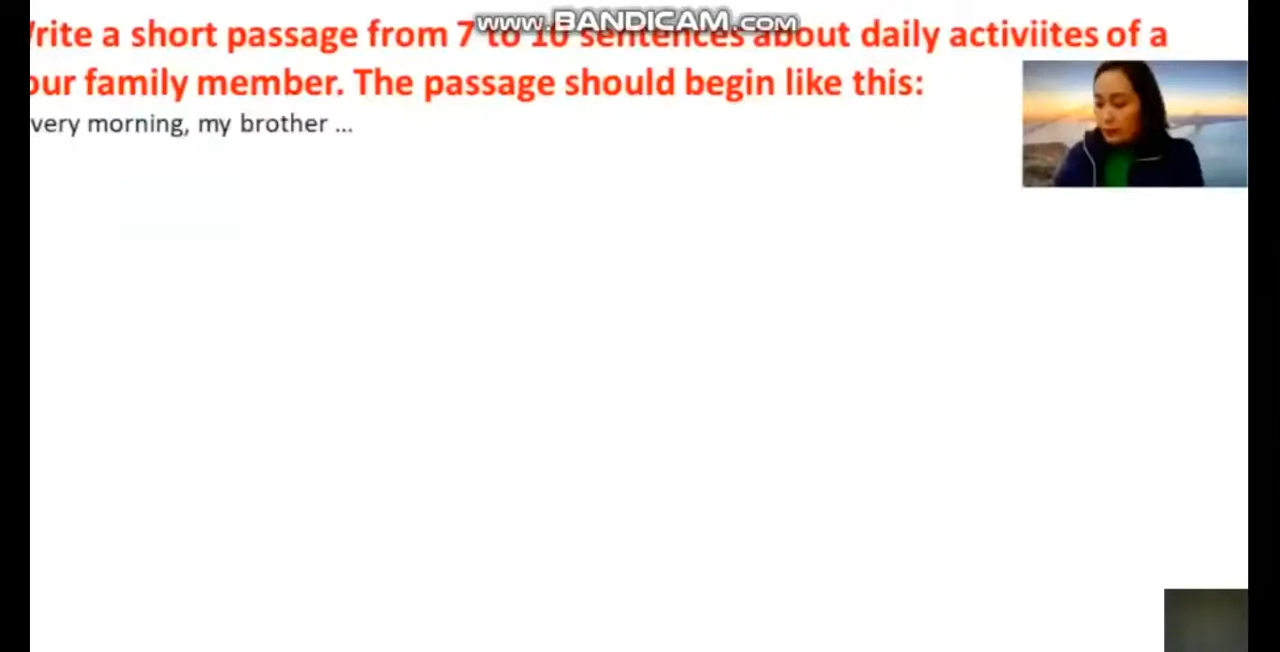 www.BANDICAM.com
rite a short passage from 7 to 10 sentences about daily activiites of a
our family member. The passage should begin like this:
very morning, my brother ...